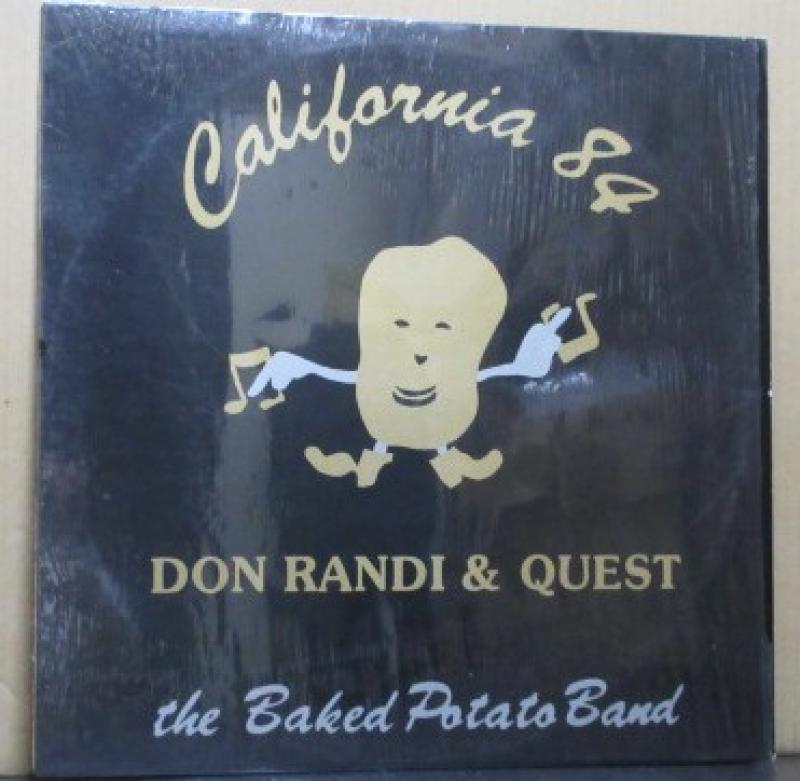 California 84
DON RANDI & QUEST
the Baked Potato Band